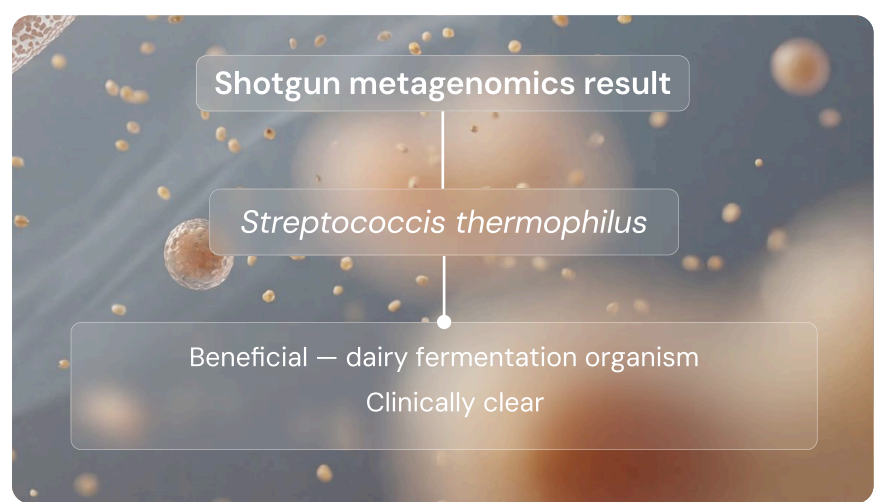 Shotgun metagenomics result
Streptococcis thermophilus
Beneficial — dairy fermentation organism
Clinically clear